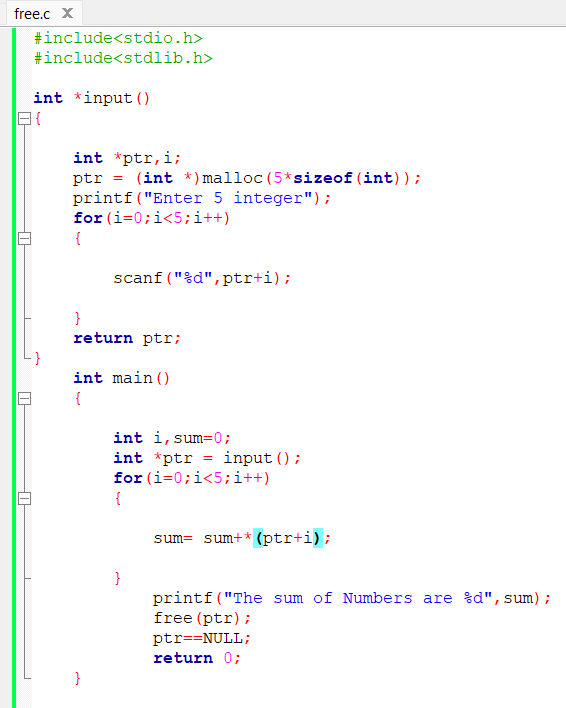 free.c X
#include<stdio.h>
#include<stdlib.h>
int *input()
{
int *ptr,i;
ptr = (int *)malloc(5*sizeof(int));
printf("Enter 5 integer");
for(i=0;i<5;i++)
{
scanf("%d",ptr+i);
}
return ptr;
}
int main()
{
int i,sum=0;
int *ptr = input();
for(i=0;i<5;i++)
{
sum= sum+*(ptr+i);
}
printf("The sum of Numbers are %d",sum);
free(ptr);
ptr==NULL;
return 0;
}